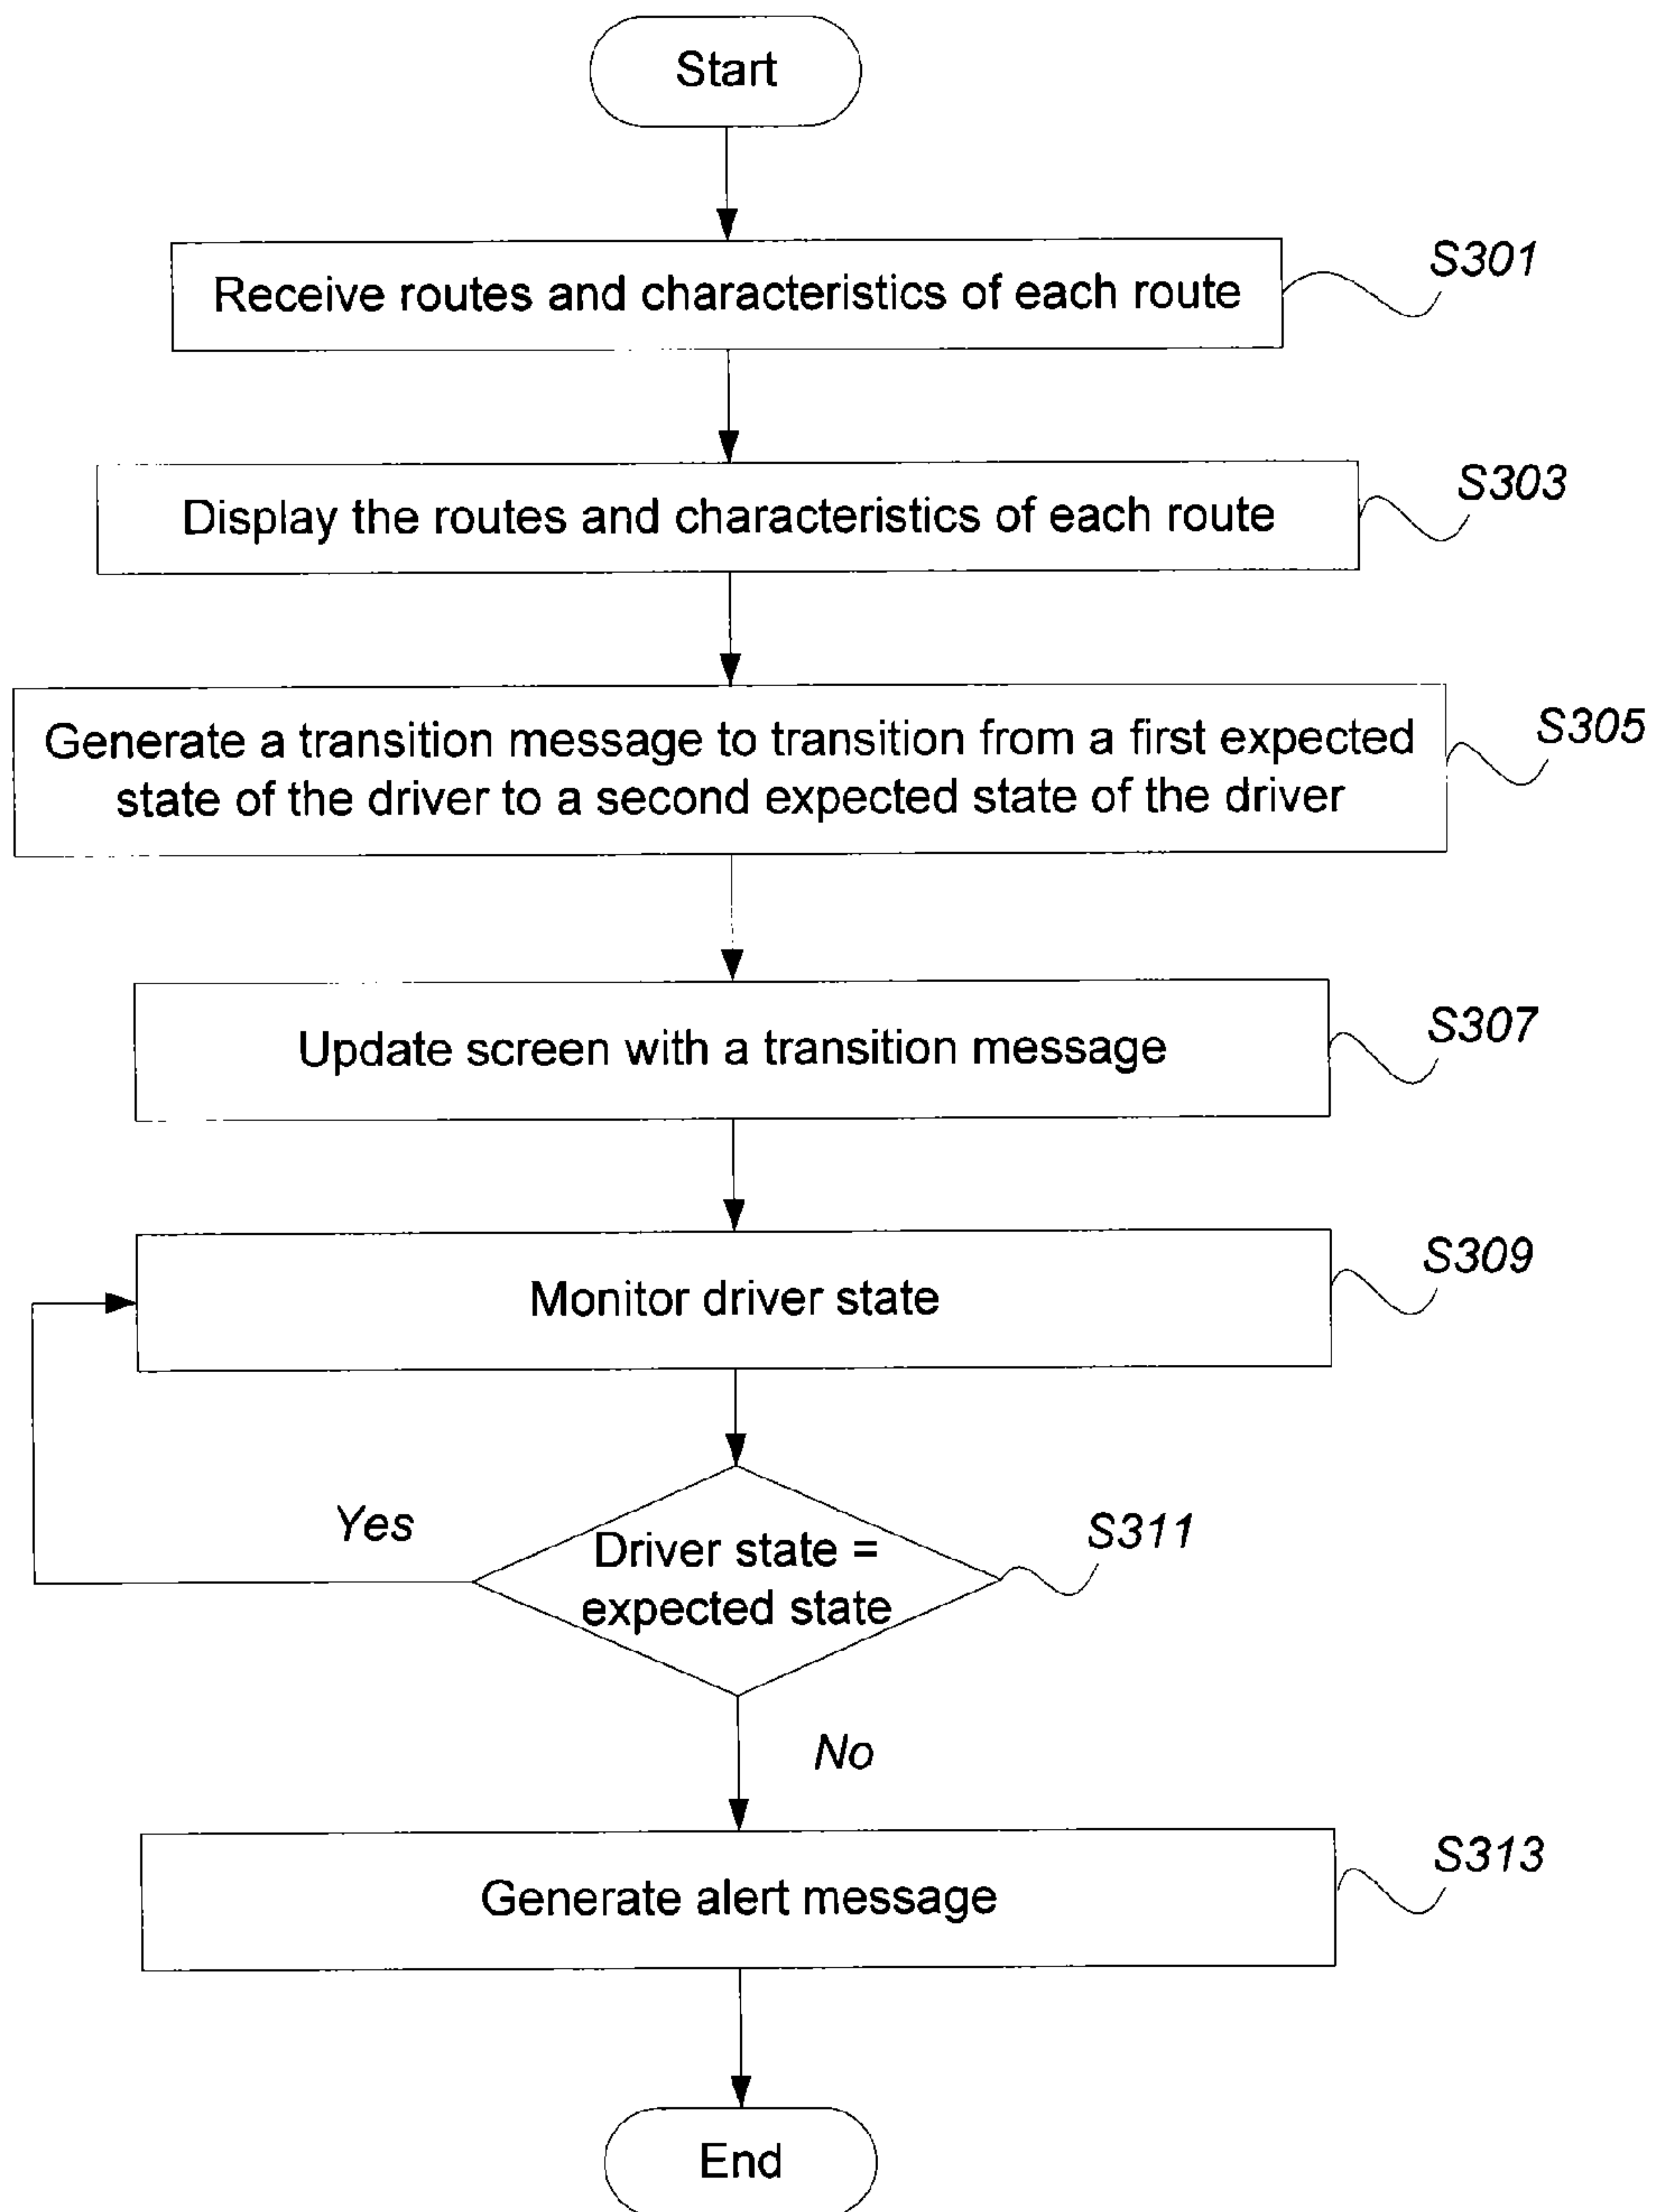 Start
Receive routes and characteristics of each route
S301
Display the routes and characteristics of each route
S303
Generate a transition message to transition from a first expected
state of the driver to a second expected state of the driver
S305
Update screen with a transition message
S307
Monitor driver state
S309
Yes
Driver state =
expected state
S311
No
Generate alert message
S313
End